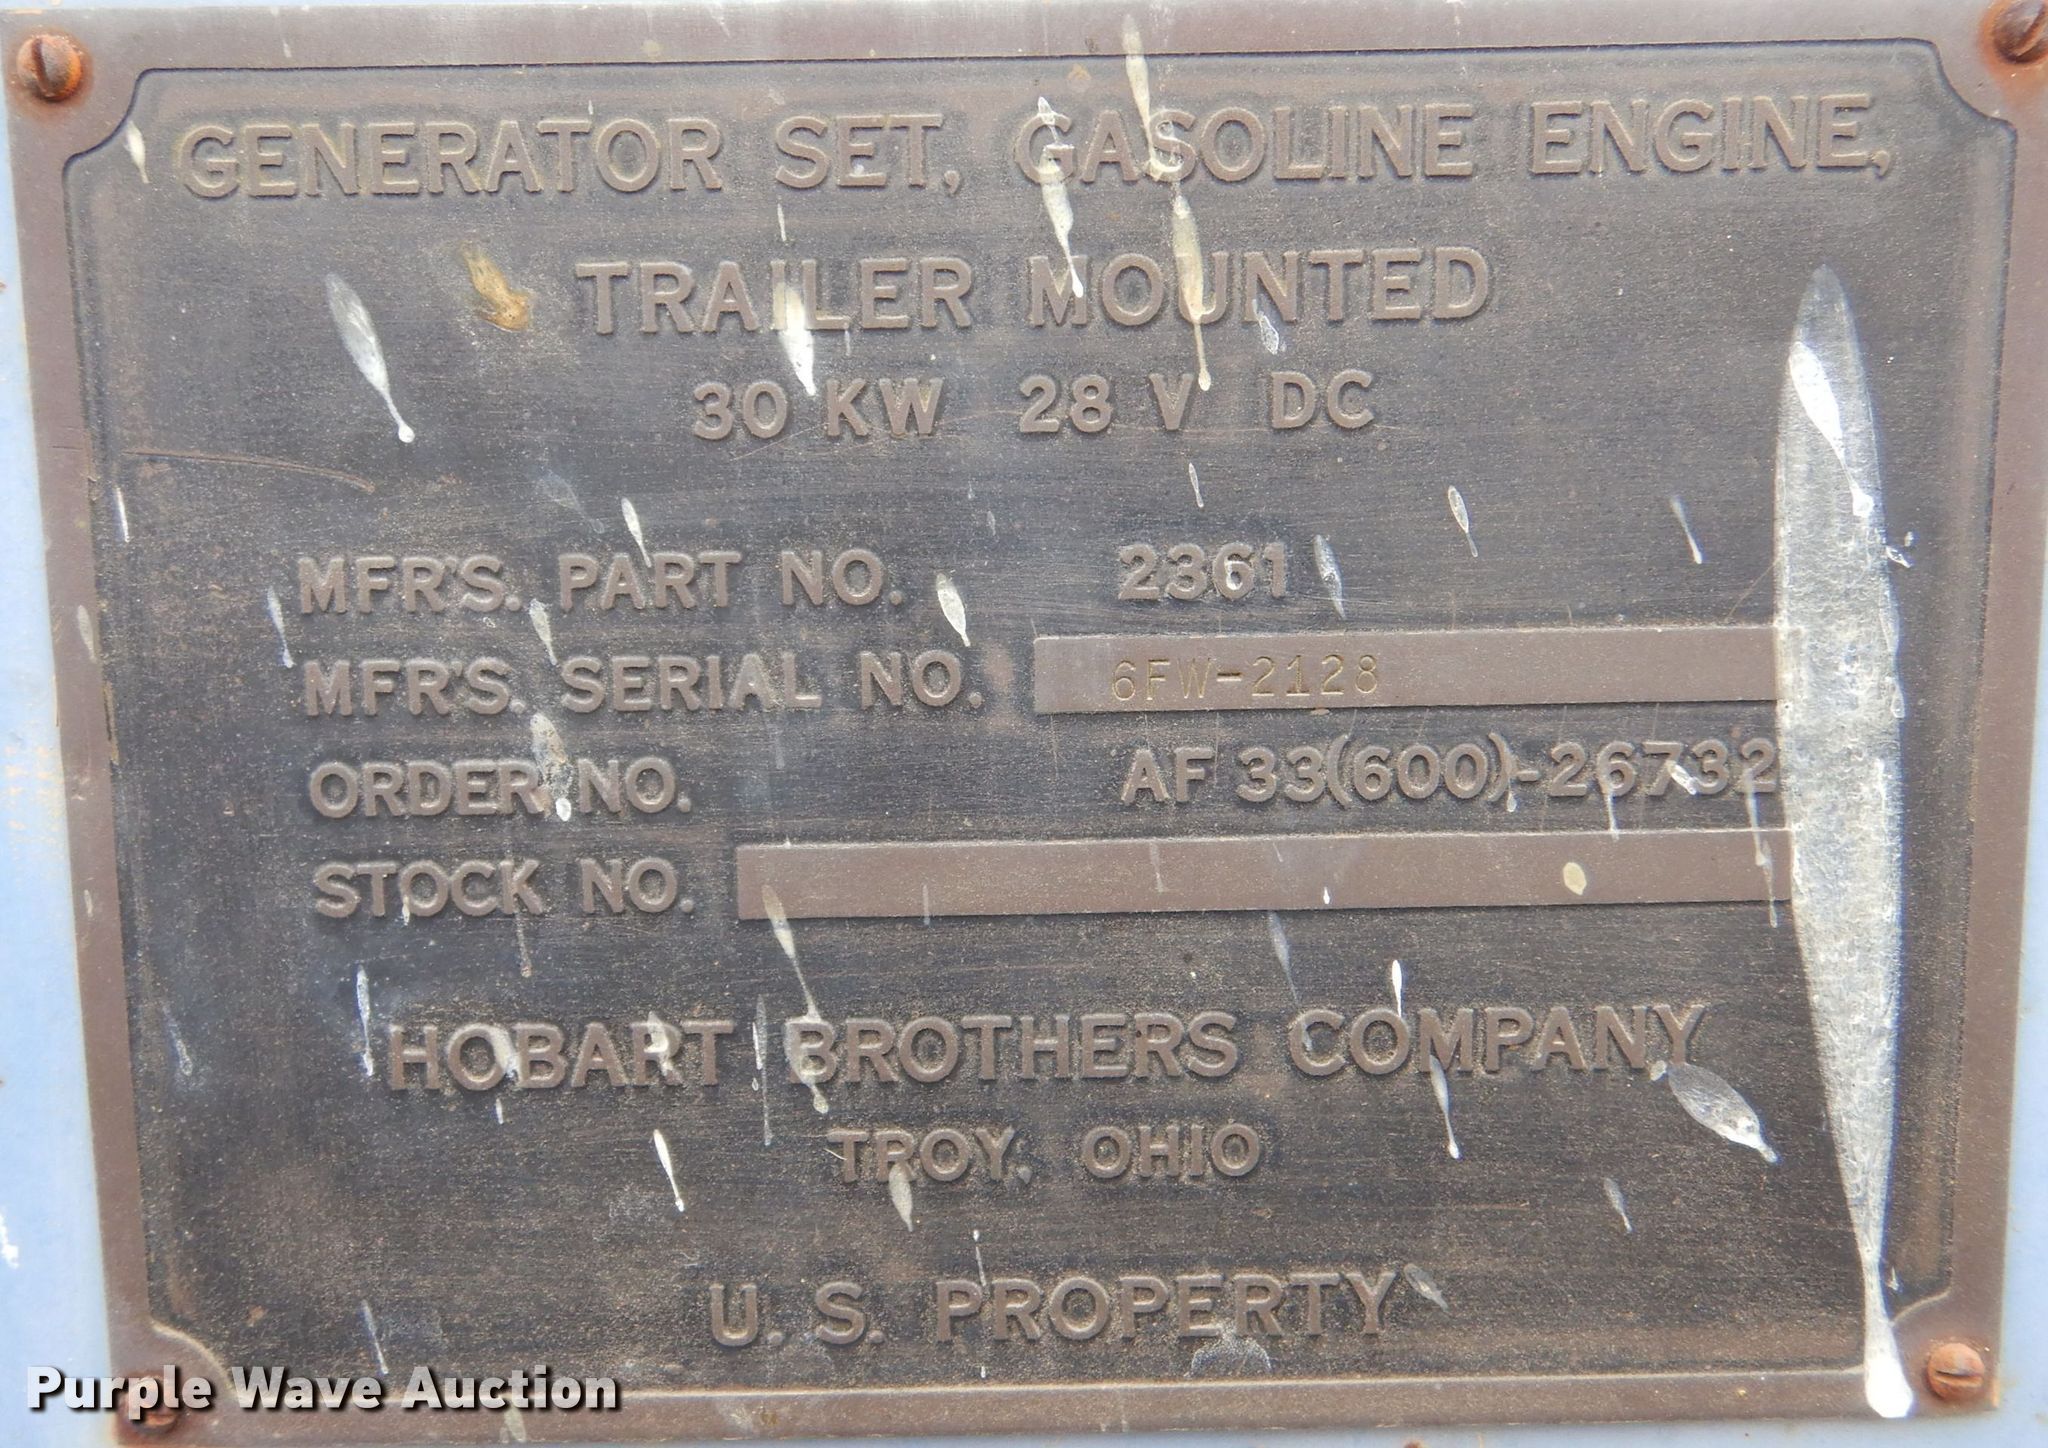 GENERATOR SET, GASOLINE ENGINE,
TRAILER MOUNTED
30 KW 28 V DC
MFR'S. PART NO. 2361
MFR'S. SERIAL NO. 6FW-2128
ORDER NO. AF 33(600)-26732
STOCK NO.
HOBART BROTHERS COMPANY
TROY, OHIO
U. S. PROPERTY
Purple Wave Auction